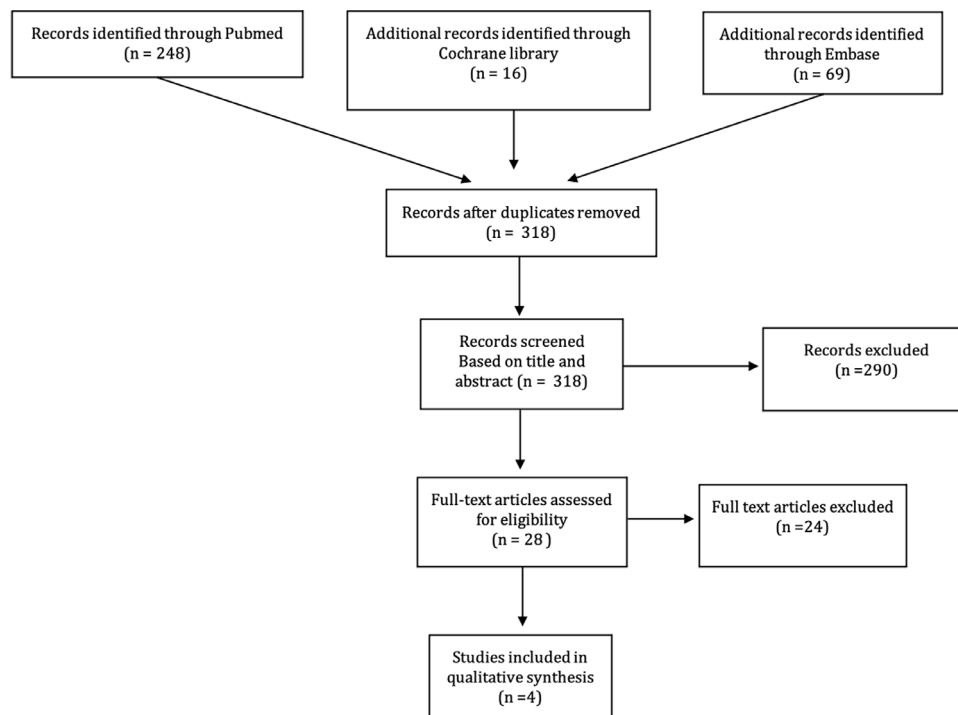 Records identified through Pubmed
(n = 248)
Additional records identified through
Cochrane library
(n = 16)
Additional records identified
through Embase
(n = 69)
Records after duplicates removed
(n = 318)
Records screened
Based on title and
abstract (n = 318)
Records excluded
(n =290)
Full-text articles assessed
for eligibility
(n = 28 )
Full text articles excluded
(n =24)
Studies included in
qualitative synthesis
(n =4)